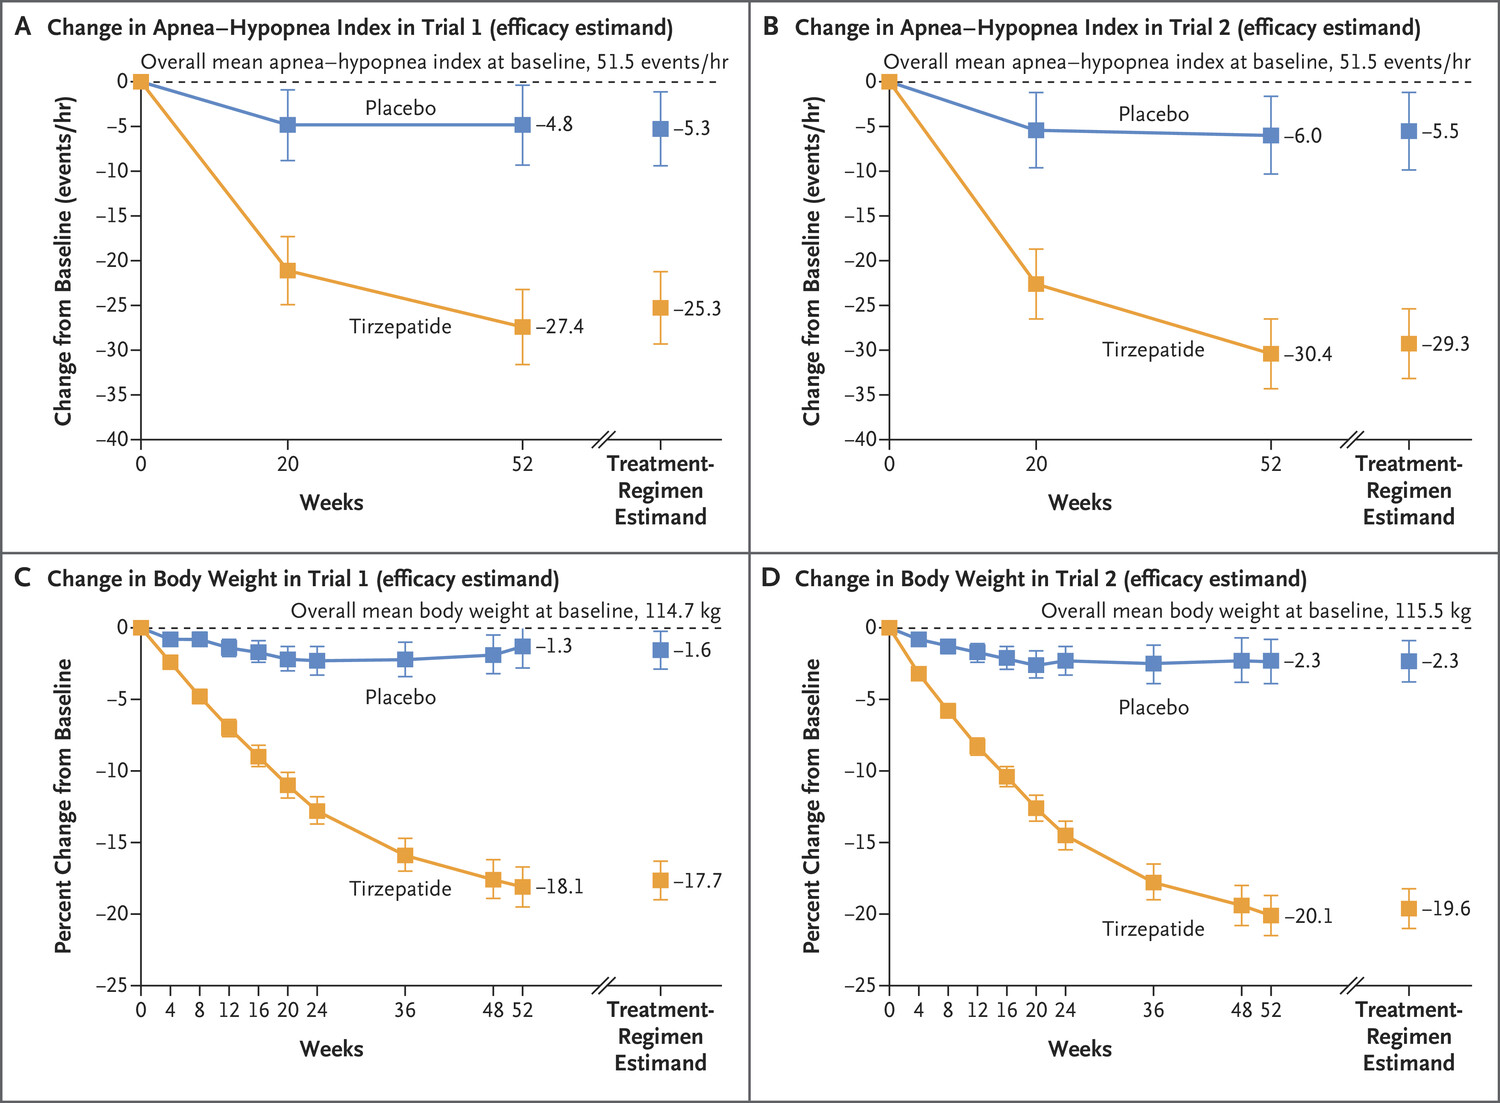 A Change in Apnea–Hypopnea Index in Trial 1 (efficacy estimand)
Overall mean apnea–hypopnea index at baseline, 51.5 events/hr
Change from Baseline (events/hr)
0
–5
–10
–15
–20
–25
–30
–35
–40
Placebo
–4.8
–5.3
Tirzepatide
–27.4
–25.3
0 20 52
Treatment-
Regimen
Estimand
Weeks
B Change in Apnea–Hypopnea Index in Trial 2 (efficacy estimand)
Overall mean apnea–hypopnea index at baseline, 51.5 events/hr
Change from Baseline (events/hr)
0
–5
–10
–15
–20
–25
–30
–35
–40
Placebo
–6.0
–5.5
Tirzepatide
–30.4
–29.3
0 20 52
Treatment-
Regimen
Estimand
Weeks
C Change in Body Weight in Trial 1 (efficacy estimand)
Overall mean body weight at baseline, 114.7 kg
Percent Change from Baseline
0
–5
–10
–15
–20
–25
–1.3
–1.6
Placebo
Tirzepatide
–18.1
–17.7
0 4 8 12 16 20 24 36 48 52
Treatment-
Regimen
Estimand
Weeks
D Change in Body Weight in Trial 2 (efficacy estimand)
Overall mean body weight at baseline, 115.5 kg
Percent Change from Baseline
0
–5
–10
–15
–20
–25
–2.3
–2.3
Placebo
Tirzepatide
–20.1
–19.6
0 4 8 12 16 20 24 36 48 52
Treatment-
Regimen
Estimand
Weeks